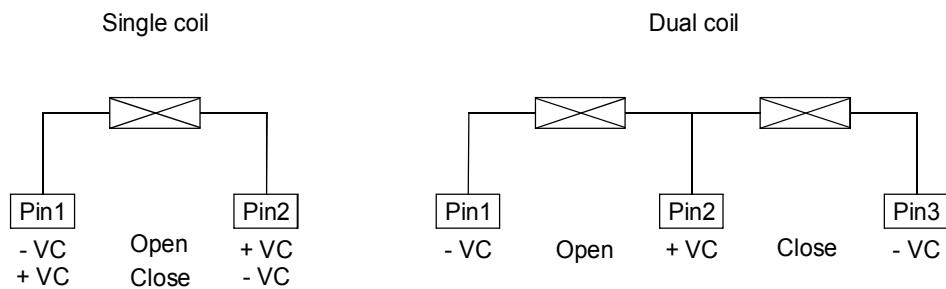 Single coil
Dual coil
Pin1
Pin2
Pin1
Pin2
Pin3
- VC Open + VC
+ VC Close - VC
- VC Open + VC Close - VC